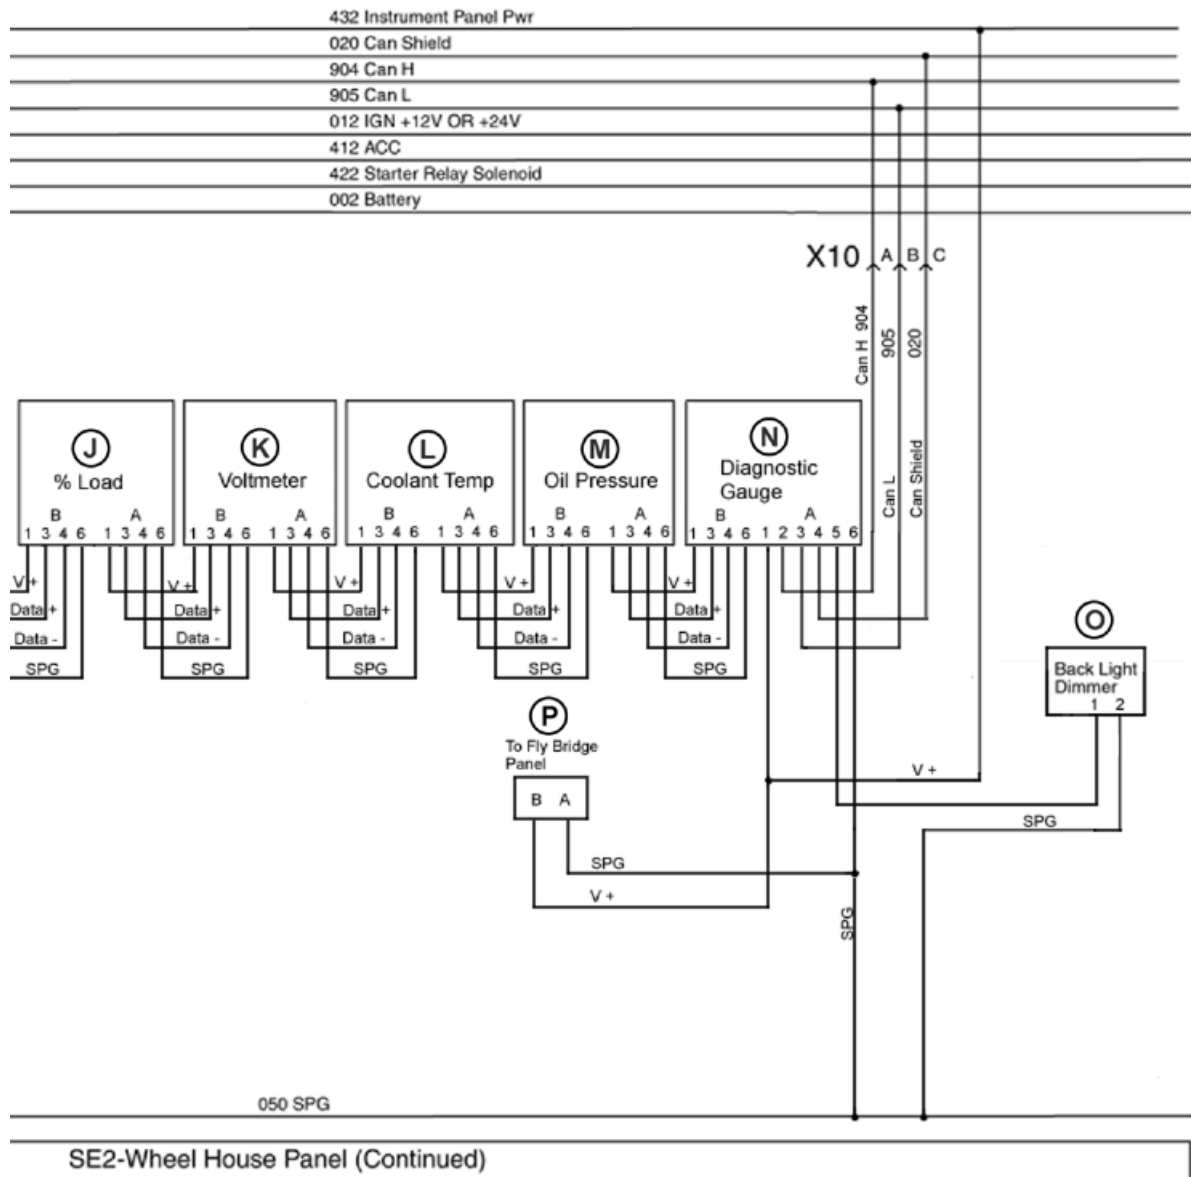 432 Instrument Panel Pwr
020 Can Shield
904 Can H
905 Can L
012 IGN +12V OR +24V
412 ACC
422 Starter Relay Solenoid
002 Battery
X10 A B C
Can H 904
905
020
Can L
Can Shield
J
% Load
B A
1 3 4 6 1 3 4 6
K
Voltmeter
B A
1 3 4 6 1 3 4 6
L
Coolant Temp
B A
1 3 4 6 1 3 4 6
M
Oil Pressure
B A
1 3 4 6 1 3 4 6
N
Diagnostic
Gauge
B A
1 3 4 6 1 2 3 4 5 6
V + V + V + V + V +
Data + Data + Data + Data + Data +
Data - Data - Data - Data - Data -
SPG SPG SPG SPG SPG
O
Back Light
Dimmer
1 2
P
To Fly Bridge
Panel
B A
V +
SPG
SPG
V +
SPG
050 SPG
SE2-Wheel House Panel (Continued)